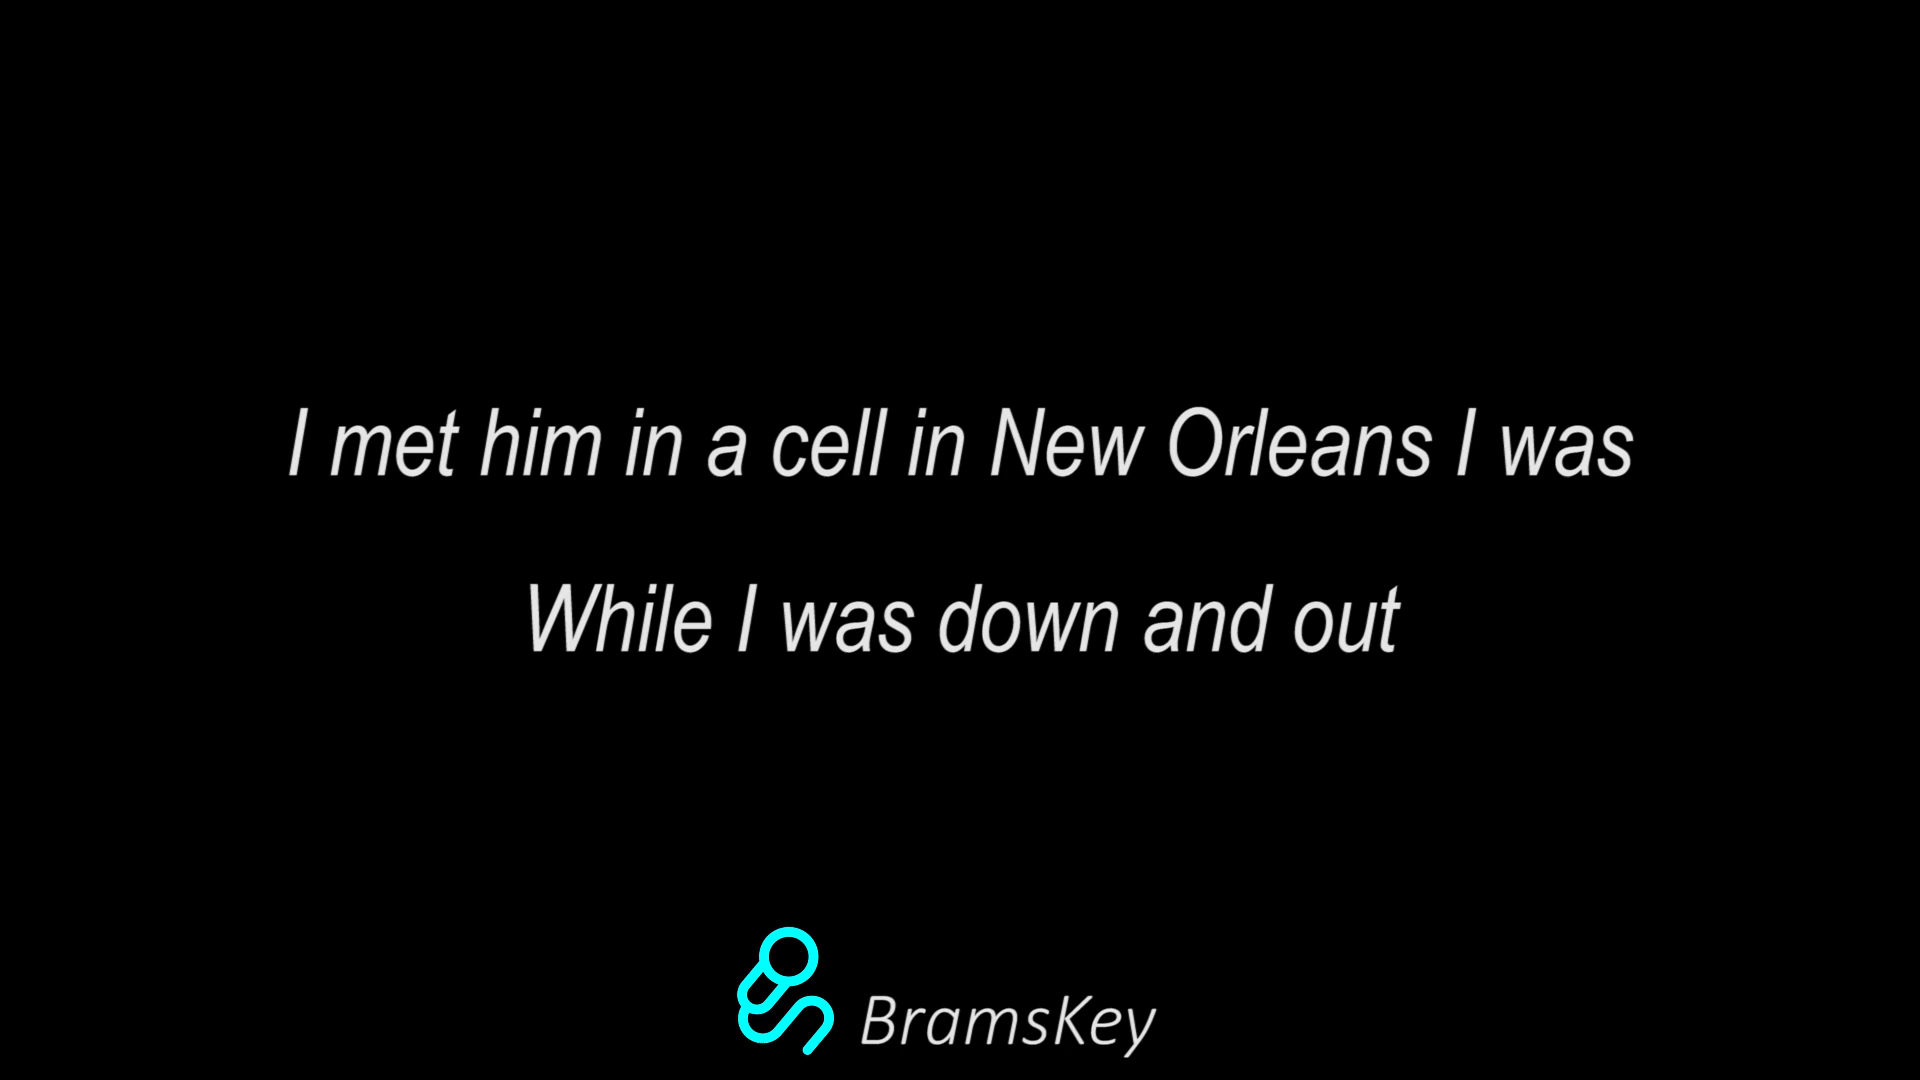 I met him in a cell in New Orleans I was
While I was down and out
BramsKey